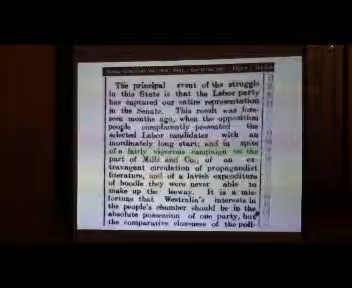 The principal event of the struggle
in this State is that the Labor party
has captured our entire representation
in the Senate. This result was fore-
seen months ago, when the opposition
people complacently presented the
selected Labor candidates with an
inordinately long start; and in spite
of a fairly vigorous campaign on the
part of Mills and Co., of an ex-
travagant circulation of propagandist
literature, and of a lavish expenditure
of boodle they were never able to
make up the leeway. It is a mis-
fortune that Westralia's interests in
the people's chamber should be in the
absolute possession of one party, but
the comparative closeness of the poll-